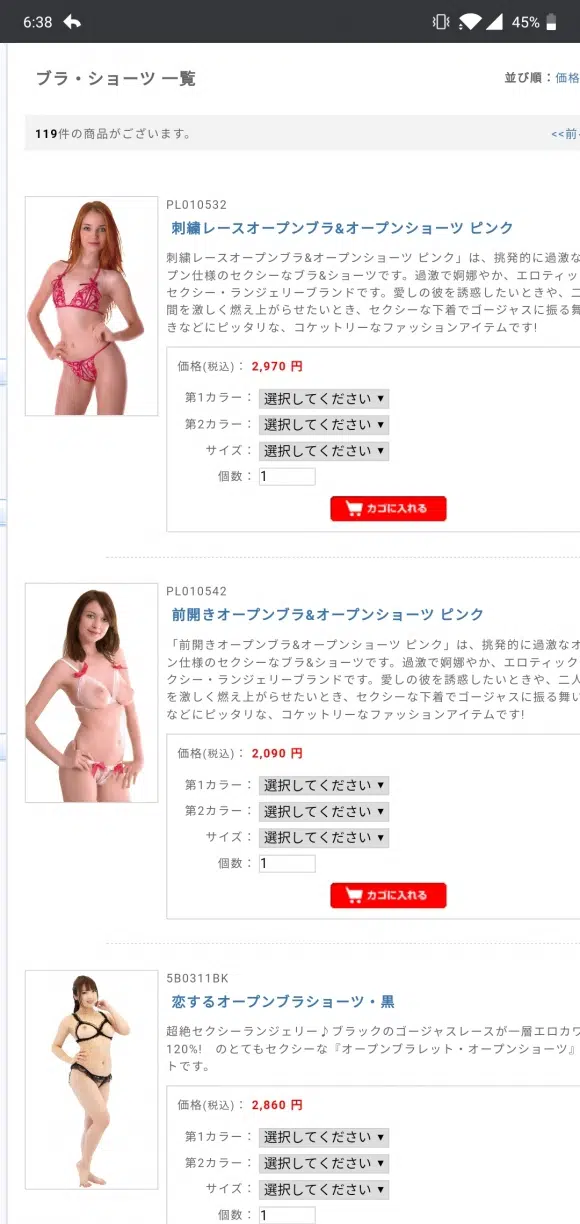 6:38
45%
ブラ・ショーツ 一覧
並び順：価格
119件の商品がございます。
<<前
PL010532
刺繍レースオープンブラ&オープンショーツ ピンク
刺繍レースオープンブラ&オープンショーツ ピンク」は、挑発的に過激な
プン仕様のセクシーなブラ&ショーツです。過激で婀娜やか、エロティッ
セクシー・ランジェリーブランドです。愛しの彼を誘惑したいときや、二
間を激しく燃え上がらせたいとき、セクシーな下着でゴージャスに振る舞
きなどにピッタリな、コケットリーなファッションアイテムです!
価格(税込)： 2,970 円
第1カラー： 選択してください ▼
第2カラー： 選択してください ▼
サイズ： 選択してください ▼
個数： 1
カゴに入れる
PL010542
前開きオープンブラ&オープンショーツ ピンク
「前開きオープンブラ&オープンショーツ ピンク」は、挑発的に過激なオ
ン仕様のセクシーなブラ&ショーツです。過激で婀娜やか、エロティック
クシー・ランジェリーブランドです。愛しの彼を誘惑したいときや、二人
を激しく燃え上がらせたいとき、セクシーな下着でゴージャスに振る舞い
などにピッタリな、コケットリーなファッションアイテムです!
価格(税込)： 2,090 円
第1カラー： 選択してください ▼
第2カラー： 選択してください ▼
サイズ： 選択してください ▼
個数： 1
カゴに入れる
5B0311BK
恋するオープンブラショーツ・黒
超絶セクシーランジェリー♪ブラックのゴージャスレースが一層エロカワ
120%!　のとてもセクシーな『オープンブラレット・オープンショーツ』
トです。
価格(税込)： 2,860 円
第1カラー： 選択してください ▼
第2カラー： 選択してください ▼
サイズ： 選択してください ▼
個数： 1